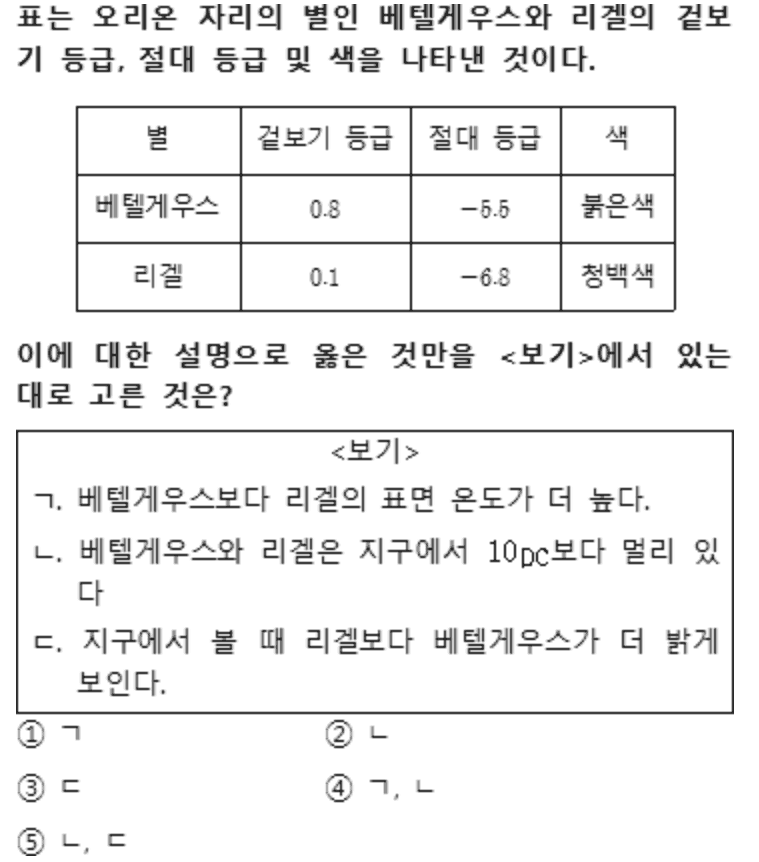 표는 오리온 자리의 별인 베텔게우스와 리겔의 겉보
기 등급, 절대 등급 및 색을 나타낸 것이다.
별 겉보기 등급 절대 등급 색
베텔게우스 0.8 −5.5 붉은색
리겔 0.1 −6.8 청백색
이에 대한 설명으로 옳은 것만을 <보기>에서 있는
대로 고른 것은?
<보기>
ㄱ. 베텔게우스보다 리겔의 표면 온도가 더 높다.
ㄴ. 베텔게우스와 리겔은 지구에서 10pc보다 멀리 있
다
ㄷ. 지구에서 볼 때 리겔보다 베텔게우스가 더 밝게
보인다.
① ㄱ ② ㄴ
③ ㄷ ④ ㄱ, ㄴ
⑤ ㄴ, ㄷ